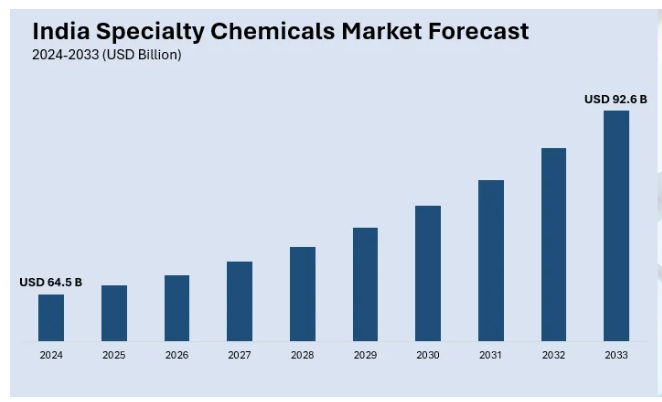 India Specialty Chemicals Market Forecast
2024-2033 (USD Billion)
USD 92.6 B
USD 64.5 B
2024 2025 2026 2027 2028 2029 2030 2031 2032 2033